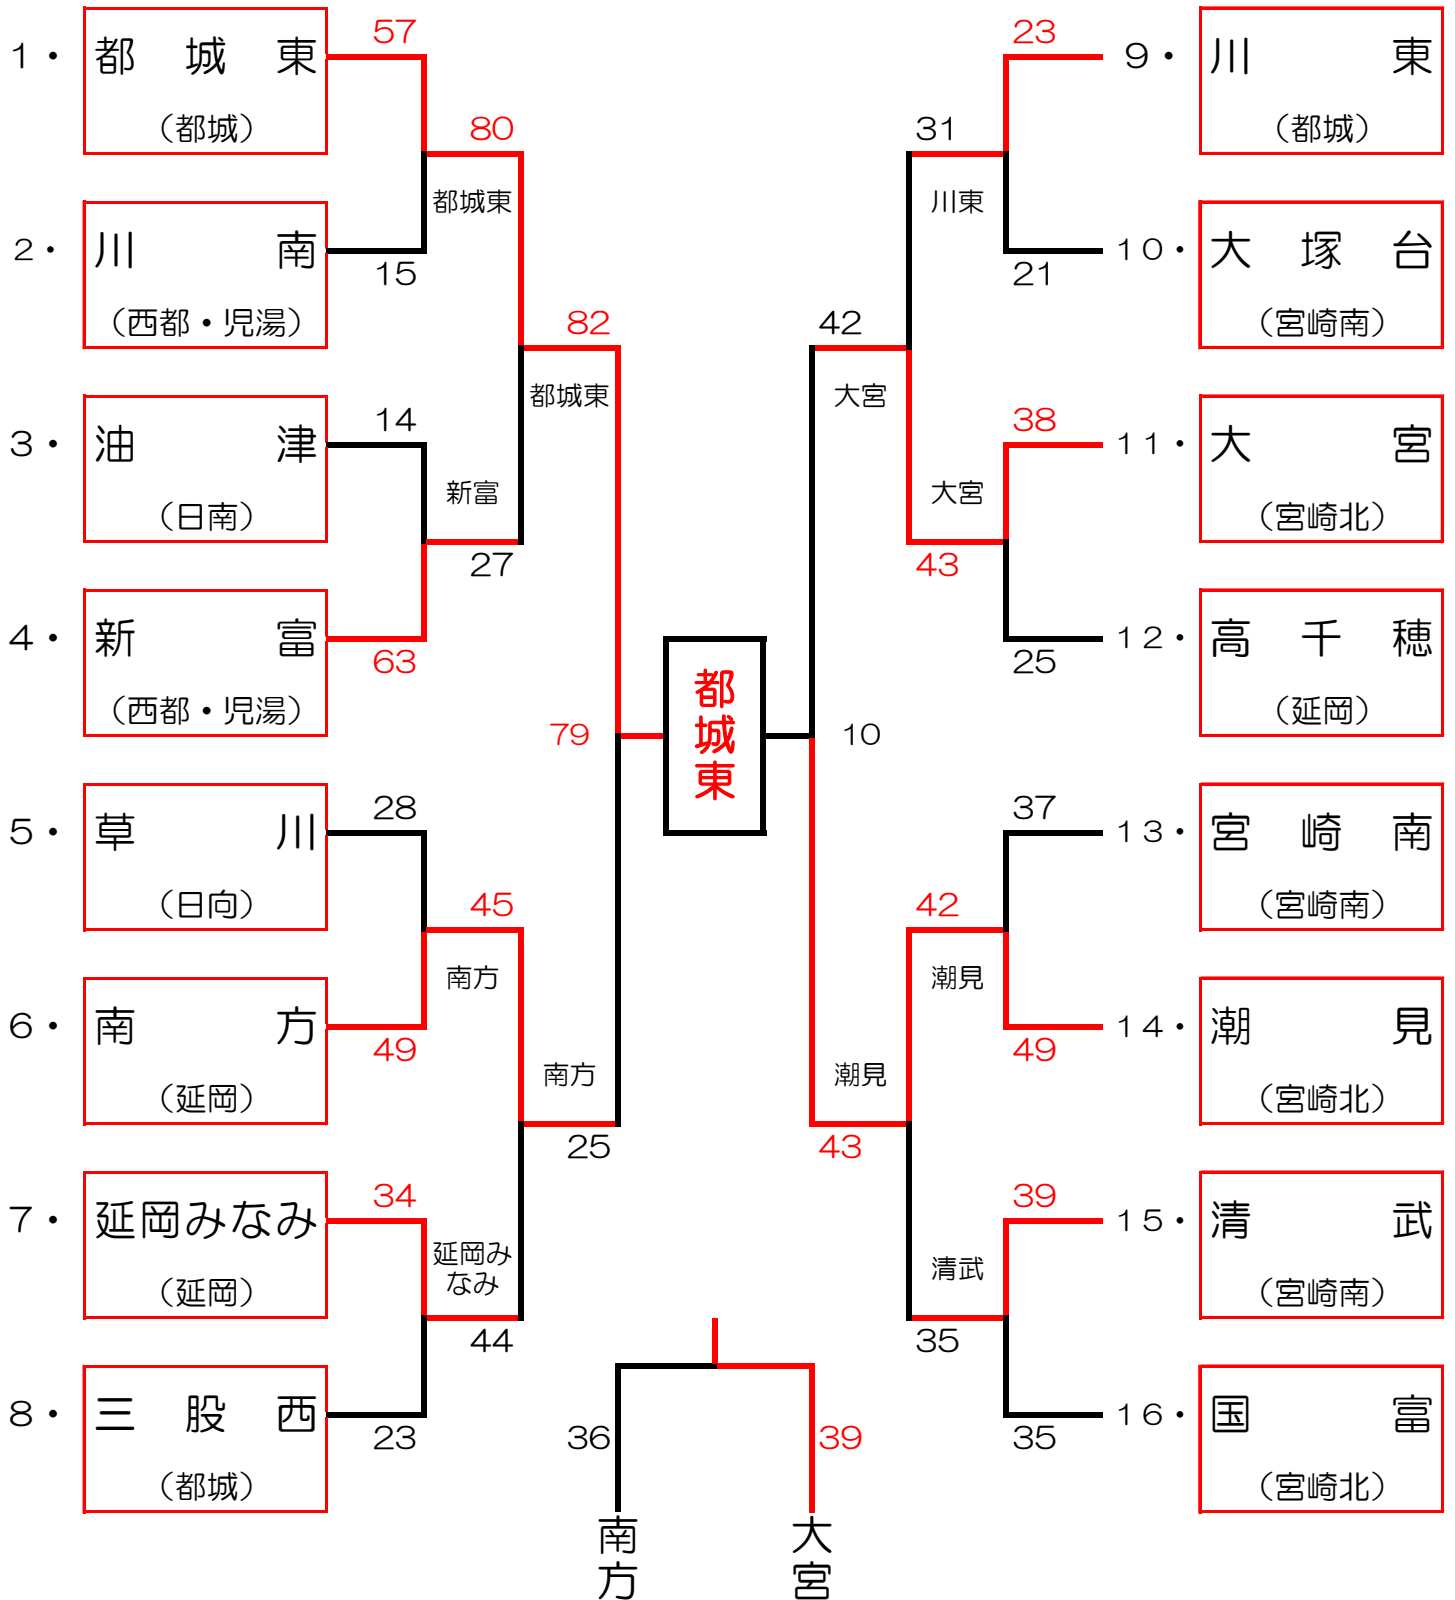 1・
都城東
（都城）
57
2・
川南
（西都・児湯）
15
80
都城東
3・
油津
（日南）
14
4・
新富
（西都・児湯）
63
新富
27
82
都城東
5・
草川
（日向）
28
6・
南方
（延岡）
49
45
南方
7・
延岡みなみ
（延岡）
34
8・
三股西
（都城）
23
延岡み
なみ
44
南方
25
79
都城東
10
23
9・
川東
（都城）
21
10・
大塚台
（宮崎南）
31
川東
38
11・
大宮
（宮崎北）
25
12・
高千穂
（延岡）
大宮
43
42
大宮
37
13・
宮崎南
（宮崎南）
49
14・
潮見
（宮崎北）
42
潮見
39
15・
清武
（宮崎南）
35
16・
国富
（宮崎北）
清武
35
潮見
43
36
39
南方
大宮